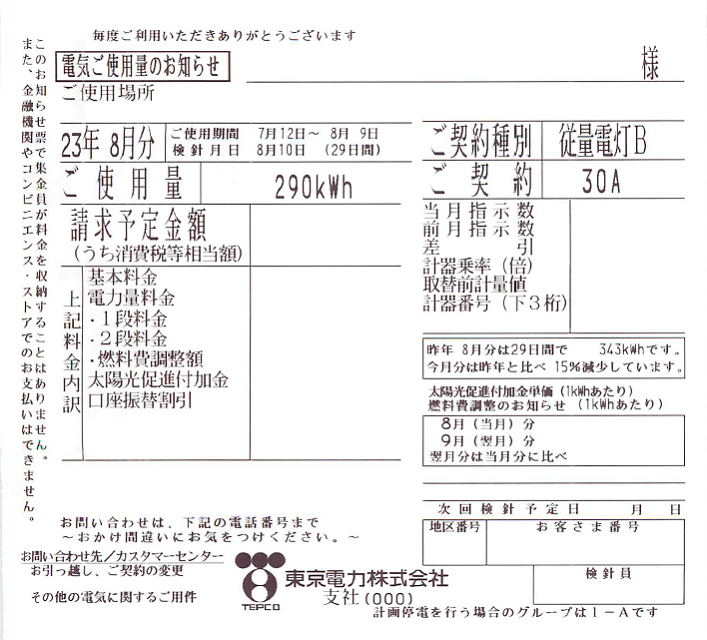 毎度ご利用いただきありがとうございます
電気ご使用量のお知らせ
様
ご使用場所
このお知らせ票で集金員が料金を収納することはありません。
また、金融機関やコンビニエンス・ストアでのお支払いはできません。
23年 8月分
ご使用期間 7月12日～ 8月 9日
検針月日 8月10日 (29日間)
ご使用量 290kWh
請求予定金額
(うち消費税等相当額)
上記料金内訳
基本料金
電力量料金
・1段料金
・2段料金
・燃料費調整額
太陽光促進付加金
口座振替割引
ご契約種別 従量電灯B
ご契約 30A
当月指示数
前月指示数
差引
計器乗率(倍)
取替前計量値
計器番号(下3桁)
昨年 8月分は29日間で 343kWhです。
今月分は昨年と比べ 15%減少しています。
太陽光促進付加金単価(1kWhあたり)
燃料費調整のお知らせ(1kWhあたり)
8月(当月)分
9月(翌月)分
翌月分は当月分に比べ
次回検針予定日 月 日
地区番号 お客さま番号
検針員
お問い合わせは、下記の電話番号まで
～おかけ間違いにお気をつけください。～
お問い合わせ先/カスタマーセンター
お引っ越し、ご契約の変更
その他の電気に関するご用件
TEPCO
東京電力株式会社
支社(000)
計画停電を行う場合のグループは1-Aです